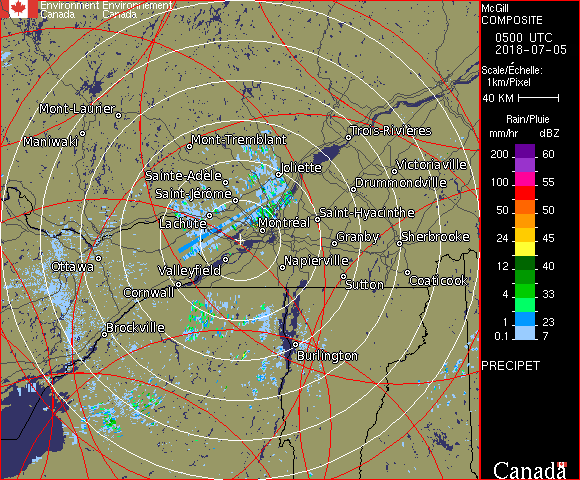 Environment Environnement
Canada Canada
McGill
COMPOSITE
0500 UTC
2018-07-05
Scale/Échelle:
1km/Pixel
40 KM
Rain/Pluie
mm/hr dBZ
200 60
100 55
50 50
24 45
12 40
4 33
1 23
0.1 7
PRECIPET
Canada
Mont-Laurier
Maniwaki
Mont-Tremblant
Trois-Rivières
Joliette
Victoriaville
Sainte-Adèle
Drummondville
Saint-Jérôme
Saint-Hyacinthe
Lachute
Montréal
Granby
Sherbrooke
Ottawa
Valleyfield
Napierville
Cornwall
Sutton
Coaticook
Brockville
Burlington